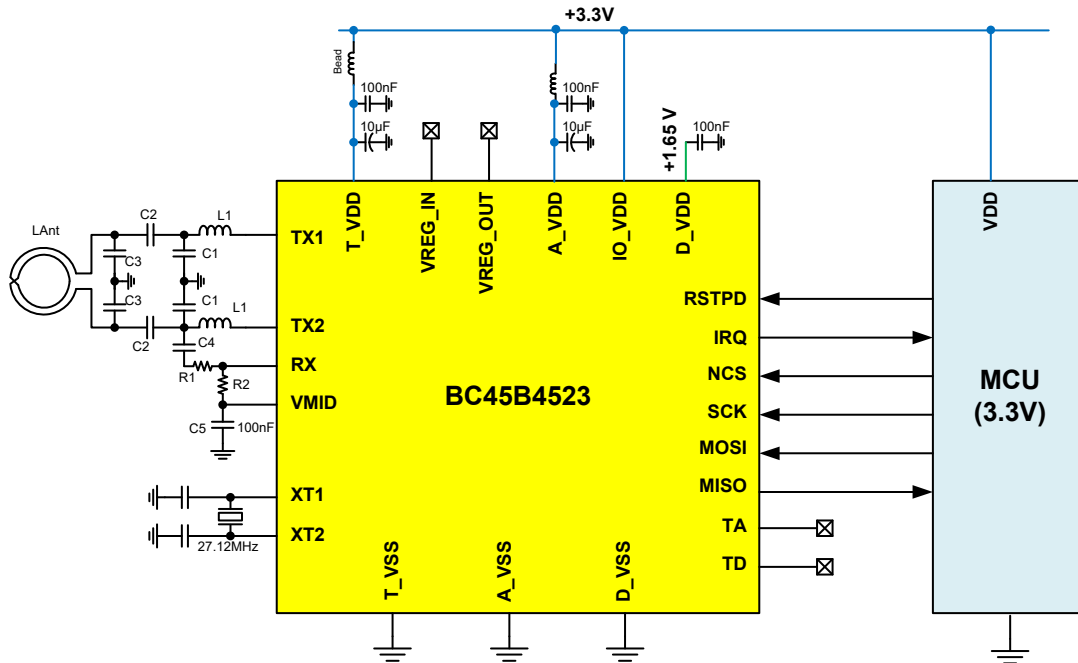 +3.3V
Bead
100nF
10µF
100nF
10µF
+1.65 V
100nF
T_VDD
VREG_IN
VREG_OUT
A_VDD
IO_VDD
D_VDD
VDD
LAnt
C2
L1
C3
C1
TX1
C3
C1
L1
TX2
C2
C4
R1
RX
R2
VMID
C5
100nF
XT1
XT2
27.12MHz
BC45B4523
RSTPD
IRQ
NCS
SCK
MOSI
MISO
TA
TD
MCU
(3.3V)
T_VSS
A_VSS
D_VSS